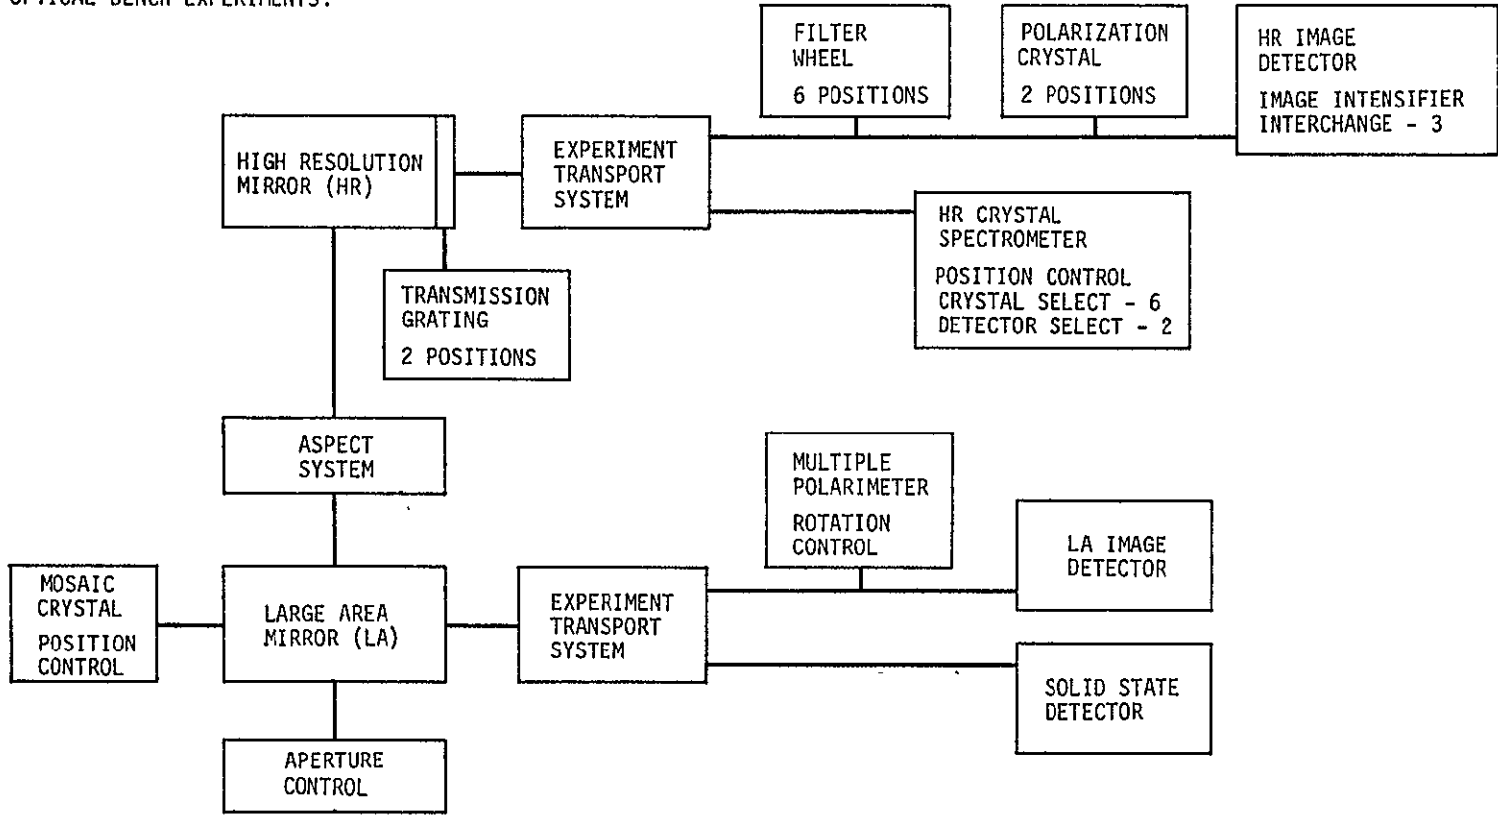 OPTICAL BENCH EXPERIMENTS:
FILTER
WHEEL
6 POSITIONS
POLARIZATION
CRYSTAL
2 POSITIONS
HR IMAGE
DETECTOR
IMAGE INTENSIFIER
INTERCHANGE - 3
HIGH RESOLUTION
MIRROR (HR)
EXPERIMENT
TRANSPORT
SYSTEM
HR CRYSTAL
SPECTROMETER
POSITION CONTROL
CRYSTAL SELECT - 6
DETECTOR SELECT - 2
TRANSMISSION
GRATING
2 POSITIONS
ASPECT
SYSTEM
MULTIPLE
POLARIMETER
ROTATION
CONTROL
LA IMAGE
DETECTOR
MOSAIC
CRYSTAL
POSITION
CONTROL
LARGE AREA
MIRROR (LA)
EXPERIMENT
TRANSPORT
SYSTEM
SOLID STATE
DETECTOR
APERTURE
CONTROL